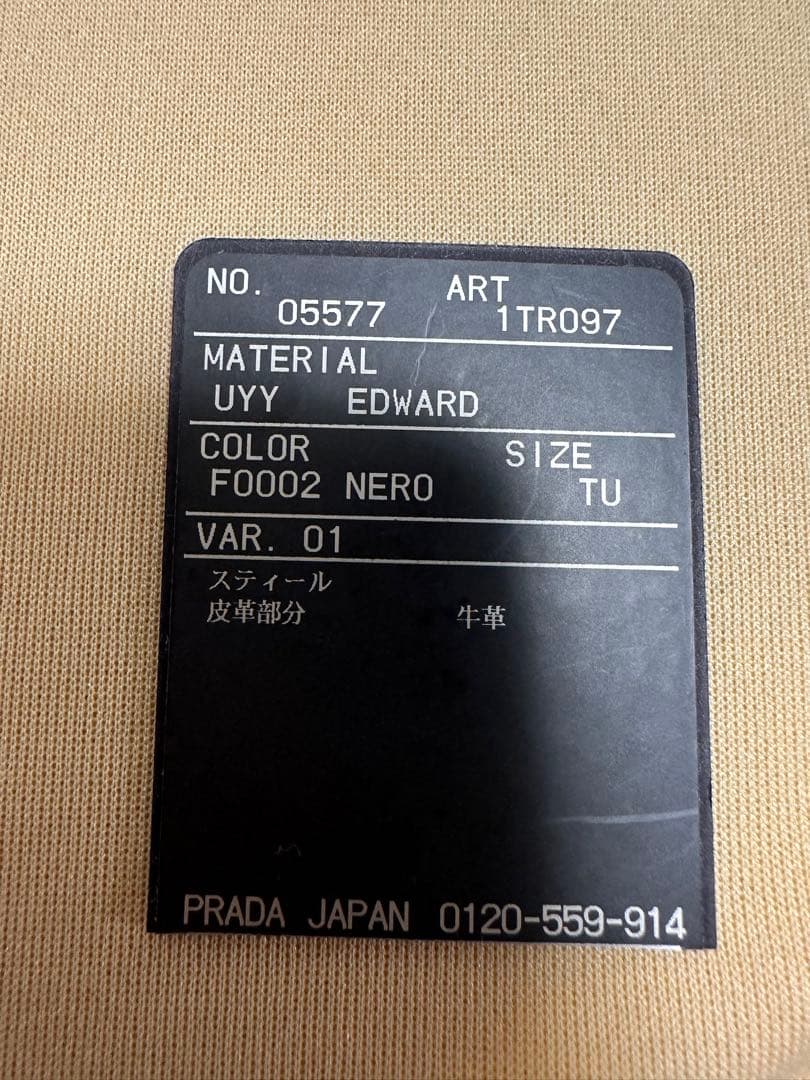 NO. ART
05577 1TR097
MATERIAL
UYY EDWARD
COLOR SIZE
F0002 NERO TU
VAR. 01
スティール
皮革部分 牛革
PRADA JAPAN 0120-559-914